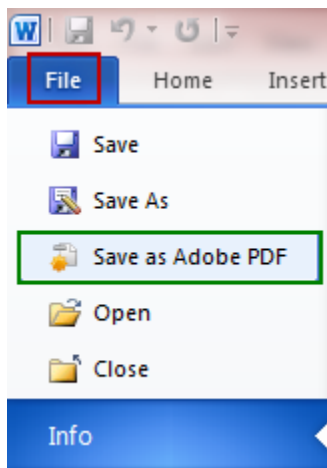 W
File Home Insert
Save
Save As
Save as Adobe PDF
Open
Close
Info